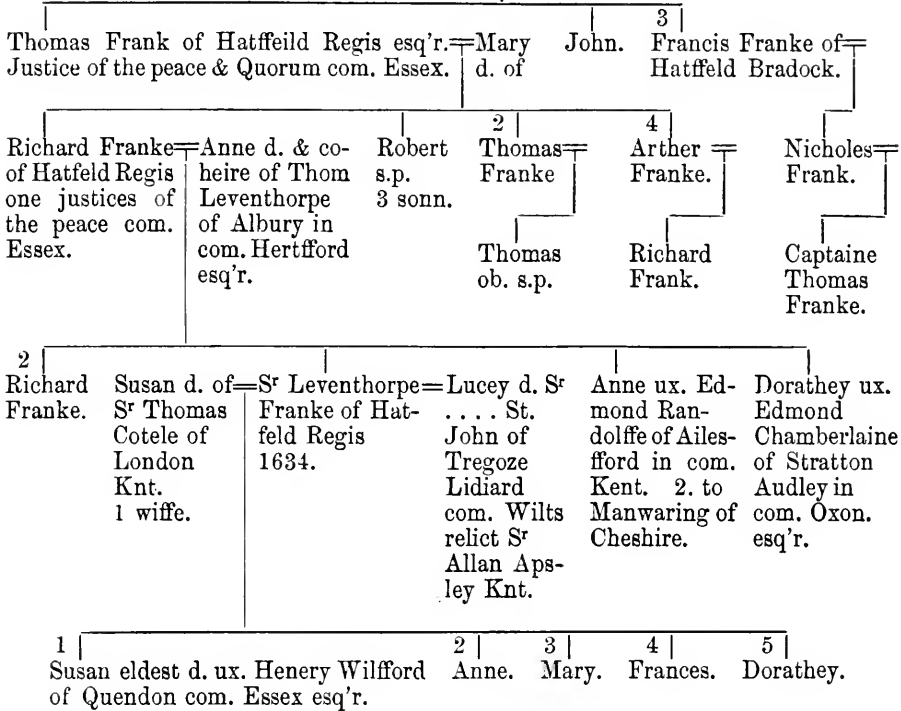 3
Thomas Frank of Hatffeild Regis esq'r.=Mary
Justice of the peace & Quorum com. Essex. d. of
John.
Francis Franke of=
Hatffeld Bradock.
Richard Franke=
of Hatfeld Regis
one justices of
the peace com.
Essex.
Anne d. & co-
heire of Thom
Leventhorpe
of Albury in
com. Hertfford
esq'r.
Robert
s.p.
3 sonn.
2
Thomas=
Franke
4
Arther =
Franke.
Nicholes=
Frank.
Thomas
ob. s.p.
Richard
Frank.
Captaine
Thomas
Franke.
2
Richard
Franke.
Susan d. of=
Sr Thomas
Cotele of
London
Knt.
1 wiffe.
Sr Leventhorpe=
Franke of Hat-
feld Regis
1634.
Lucey d. Sr
.... St.
John of
Tregoze
Lidiard
com. Wilts
relict Sr
Allan Aps-
ley Knt.
Anne ux. Ed-
mond Ran-
dolffe of Ailes-
fford in com.
Kent. 2. to
Manwaring of
Cheshire.
Dorathey ux.
Edmond
Chamberlaine
of Stratton
Audley in
com. Oxon.
esq'r.
1
Susan eldest d. ux. Henery Wilfford
of Quendon com. Essex esq'r.
2
Anne.
3
Mary.
4
Frances.
5
Dorathey.